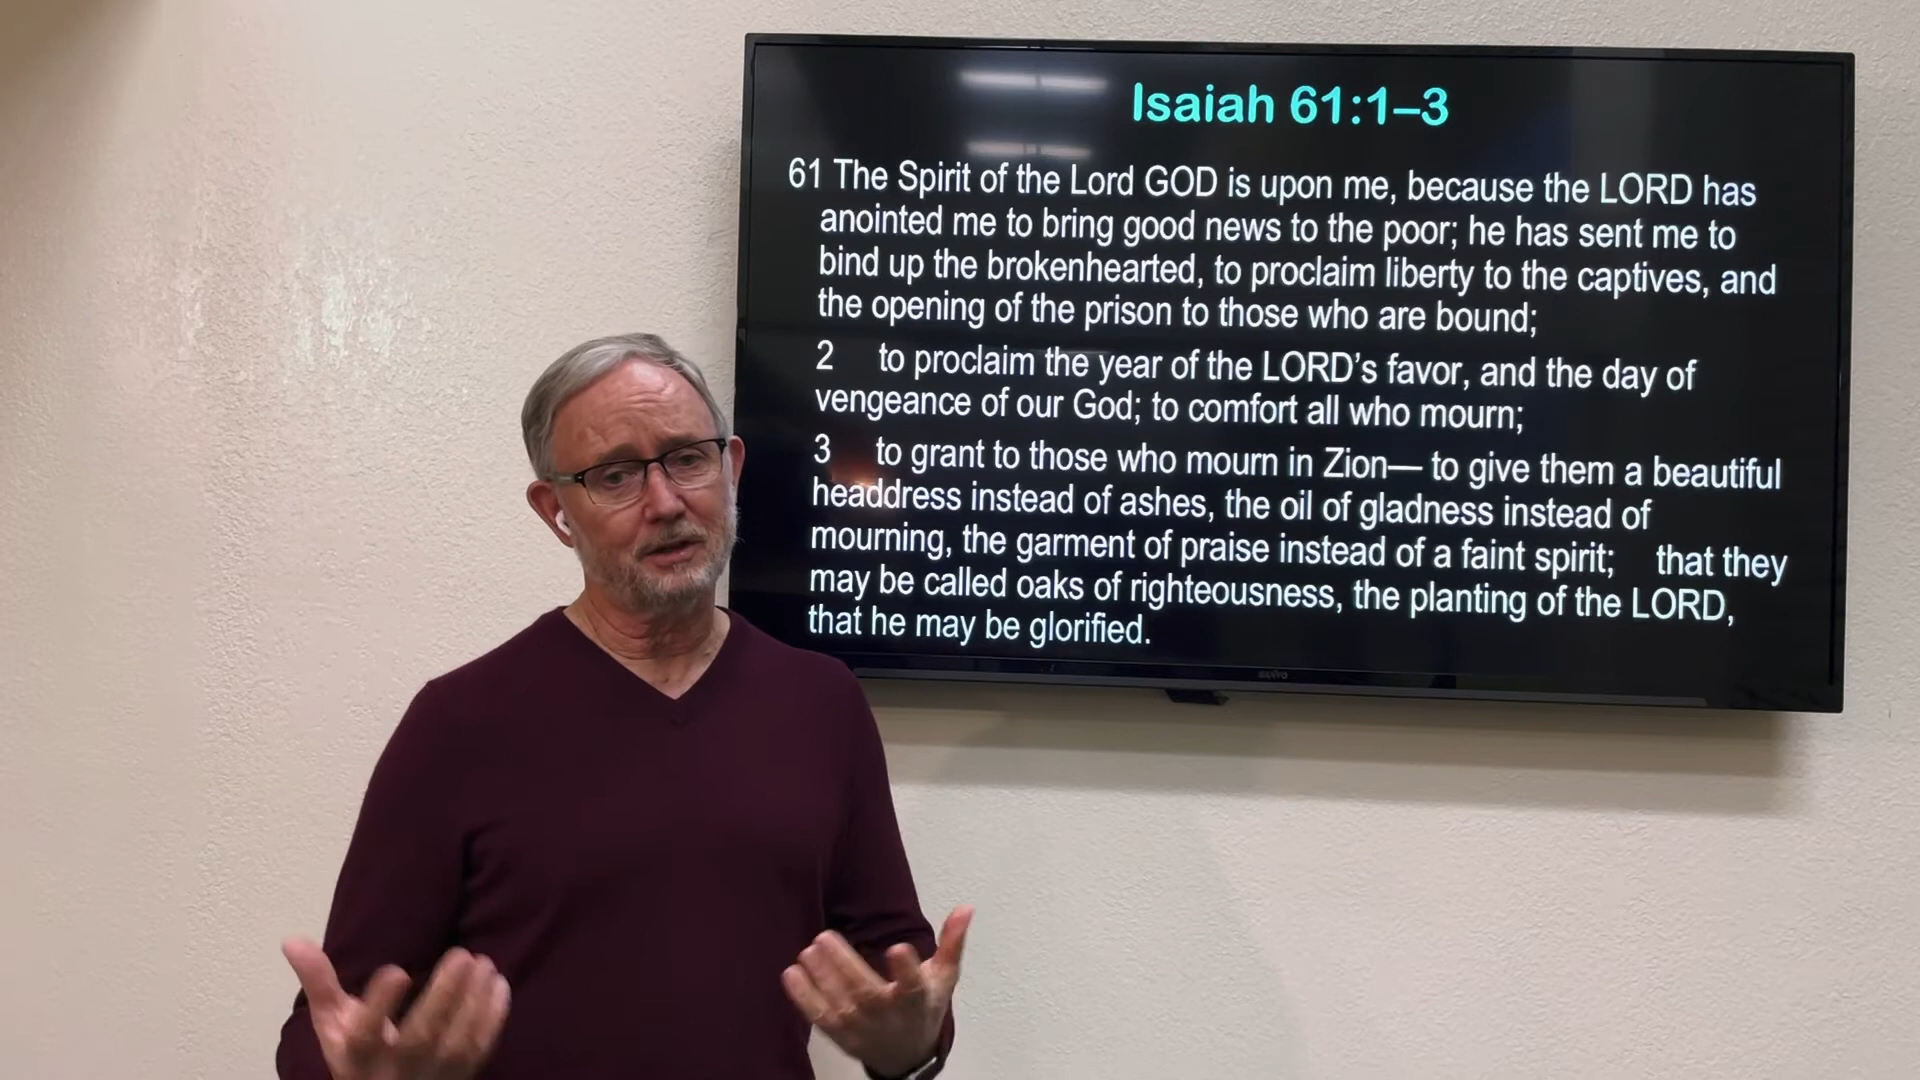 Isaiah 61:1–3
61 The Spirit of the Lord GOD is upon me, because the LORD has
anointed me to bring good news to the poor; he has sent me to
bind up the brokenhearted, to proclaim liberty to the captives, and
the opening of the prison to those who are bound;
2 to proclaim the year of the LORD’s favor, and the day of
vengeance of our God; to comfort all who mourn;
3 to grant to those who mourn in Zion— to give them a beautiful
headdress instead of ashes, the oil of gladness instead of
mourning, the garment of praise instead of a faint spirit; that they
may be called oaks of righteousness, the planting of the LORD,
that he may be glorified.
SANYO